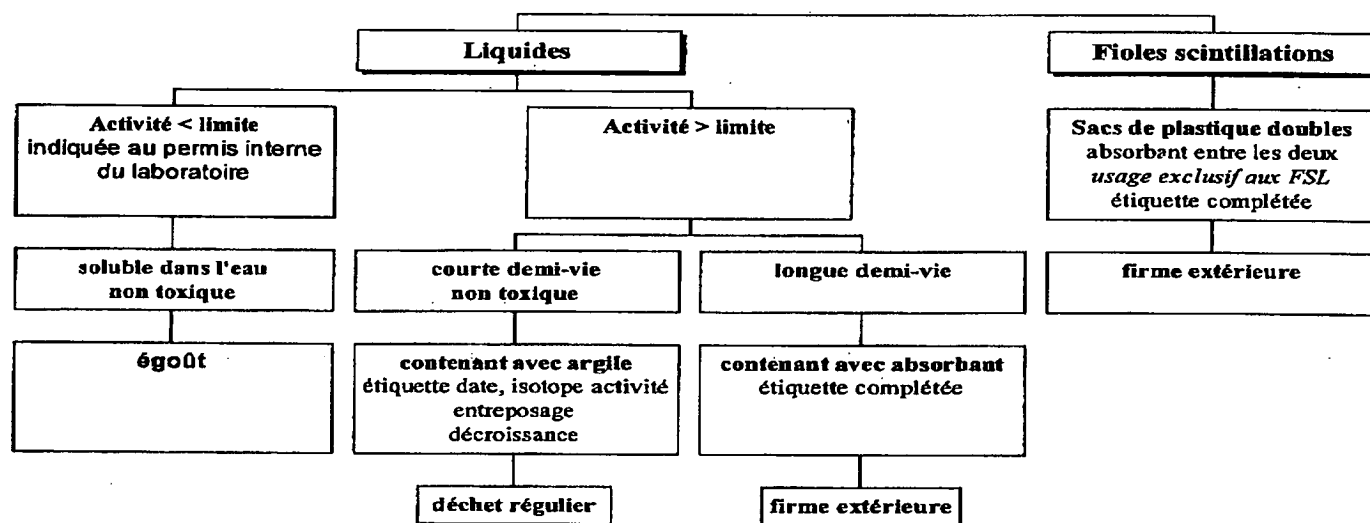 Liquides
Fioles scintillations
Activité < limite
indiquée au permis interne
du laboratoire
Activité > limite
Sacs de plastique doubles
absorbant entre les deux
usage exclusif aux FSL
étiquette complétée
soluble dans l'eau
non toxique
courte demi-vie
non toxique
longue demi-vie
firme extérieure
égoût
contenant avec argile
étiquette date, isotope activité
entreposage
décroissance
contenant avec absorbant
étiquette complétée
déchet régulier
firme extérieure